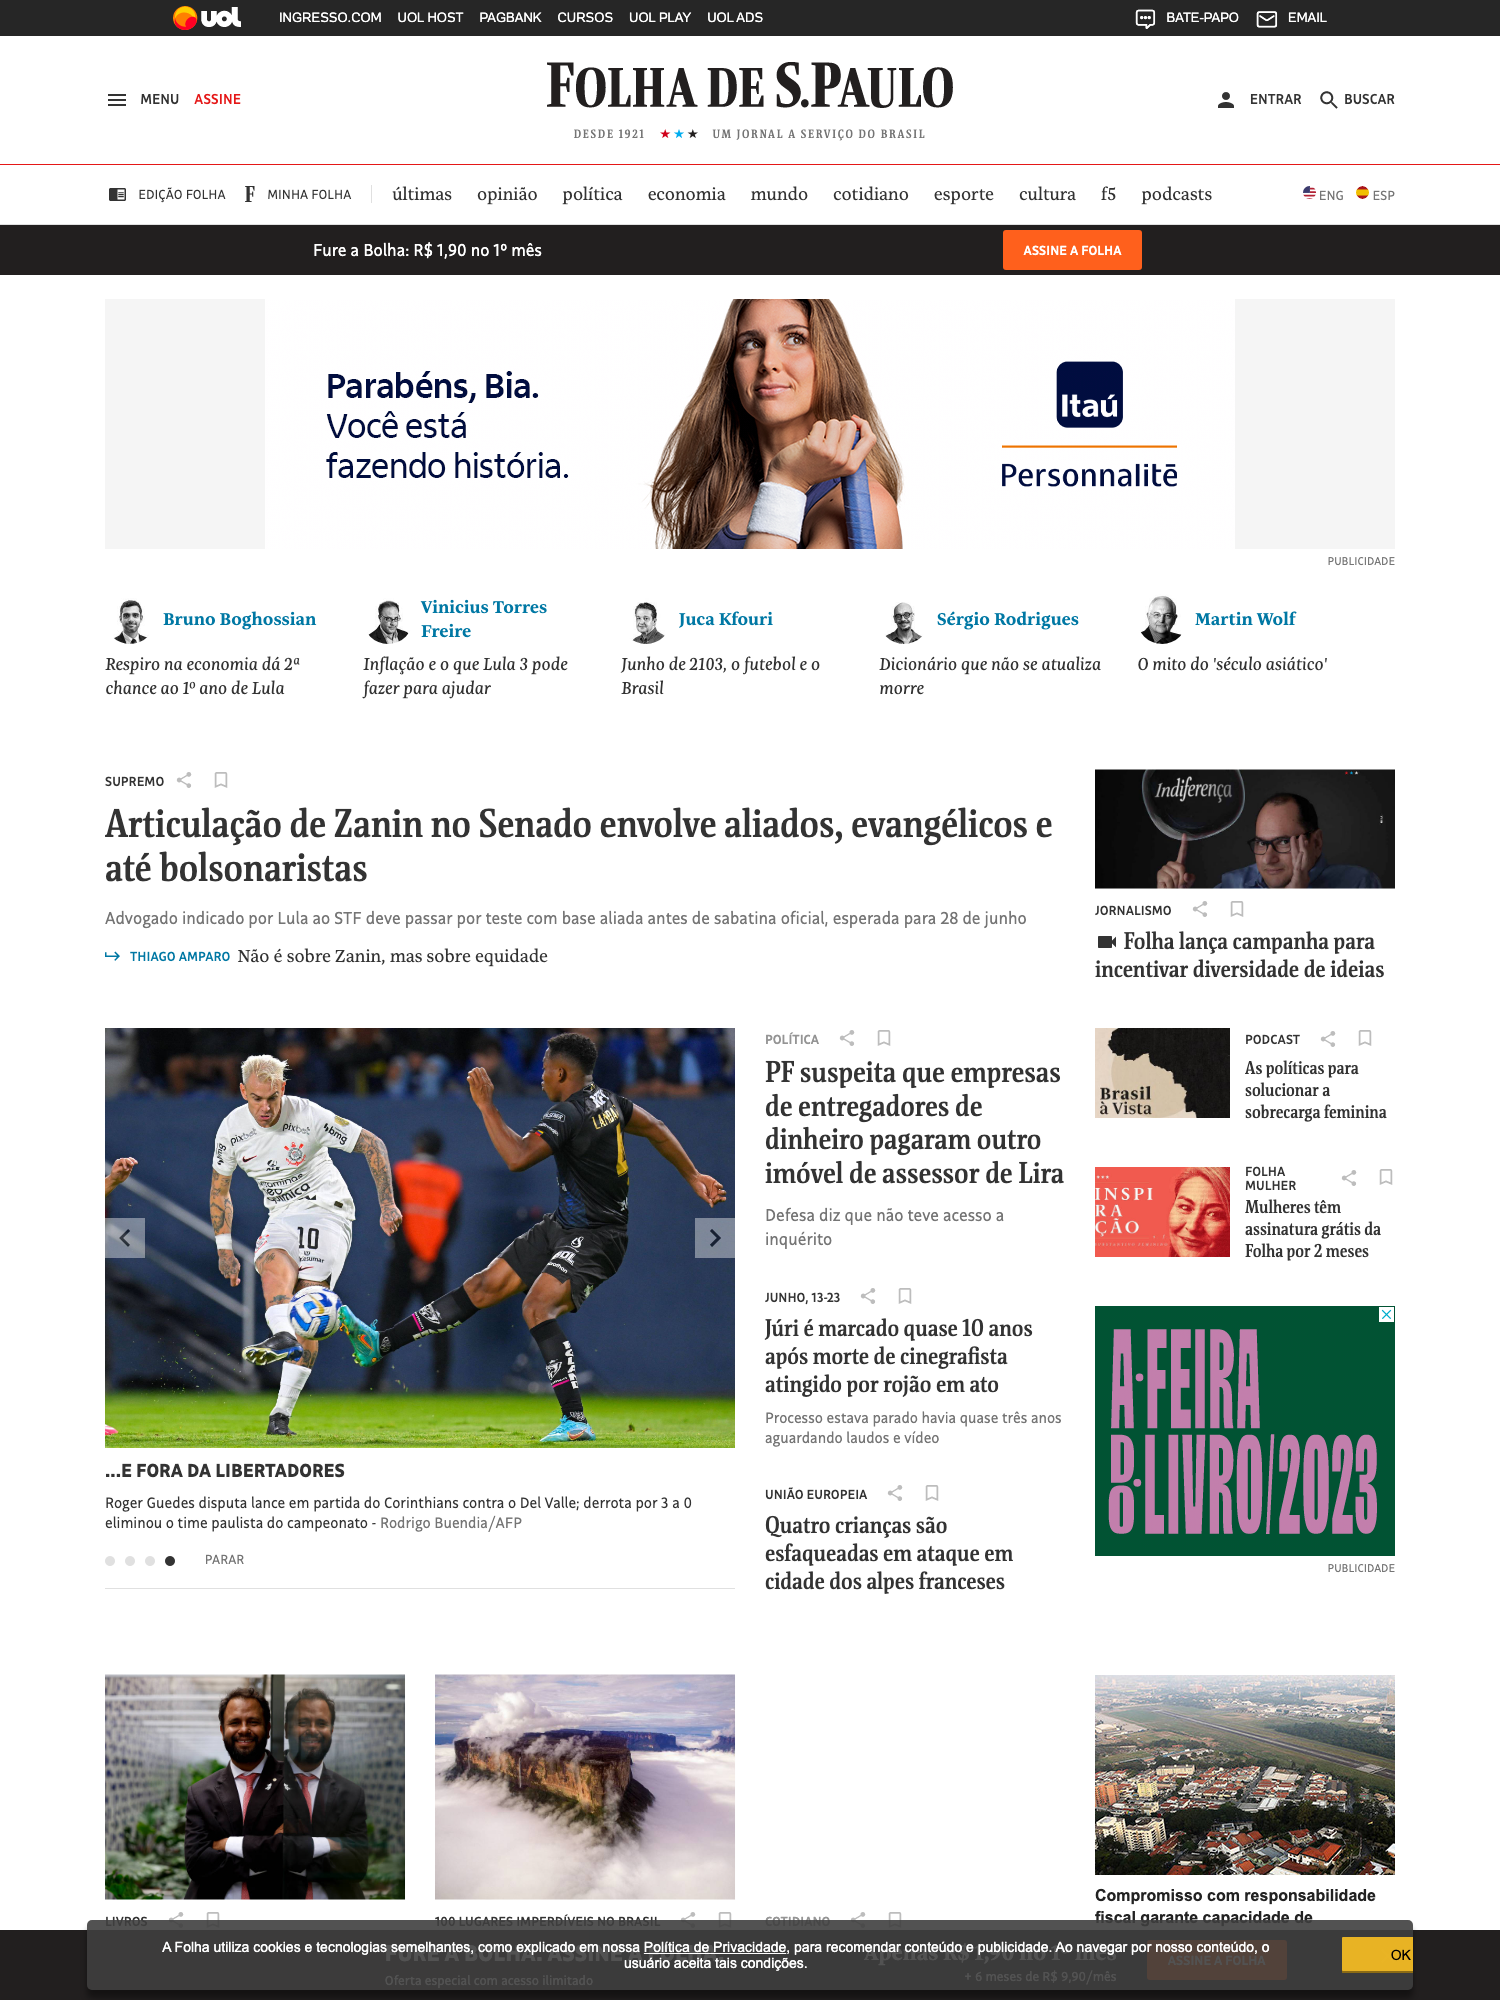 uol INGRESSO.COM UOL HOST PAGBANK CURSOS UOL PLAY UOL ADS BATE-PAPO EMAIL
MENU ASSINE
FOLHA DE S.PAULO
DESDE 1921 ★★★ UM JORNAL A SERVIÇO DO BRASIL
ENTRAR BUSCAR
EDIÇÃO FOLHA F MINHA FOLHA últimas opinião política economia mundo cotidiano esporte cultura f5 podcasts ENG ESP
Fure a Bolha: R$ 1,90 no 1º mês ASSINE A FOLHA
Parabéns, Bia.
Você está
fazendo história.
Itaú
Personnalitē
PUBLICIDADE
Bruno Boghossian
Respiro na economia dá 2ª
chance ao 1º ano de Lula
Vinicius Torres
Freire
Inflação e o que Lula 3 pode
fazer para ajudar
Juca Kfouri
Junho de 2103, o futebol e o
Brasil
Sérgio Rodrigues
Dicionário que não se atualiza
morre
Martin Wolf
O mito do 'século asiático'
SUPREMO
Articulação de Zanin no Senado envolve aliados, evangélicos e
até bolsonaristas
Advogado indicado por Lula ao STF deve passar por teste com base aliada antes de sabatina oficial, esperada para 28 de junho
THIAGO AMPARO Não é sobre Zanin, mas sobre equidade
Indiferença
JORNALISMO
Folha lança campanha para
incentivar diversidade de ideias
pixbet pixbet bmg
ALE
10
LANDA
...E FORA DA LIBERTADORES
Roger Guedes disputa lance em partida do Corinthians contra o Del Valle; derrota por 3 a 0
eliminou o time paulista do campeonato - Rodrigo Buendia/AFP
PARAR
POLÍTICA
PF suspeita que empresas
de entregadores de
dinheiro pagaram outro
imóvel de assessor de Lira
Defesa diz que não teve acesso a
inquérito
JUNHO, 13-23
Júri é marcado quase 10 anos
após morte de cinegrafista
atingido por rojão em ato
Processo estava parado havia quase três anos
aguardando laudos e vídeo
UNIÃO EUROPEIA
Quatro crianças são
esfaqueadas em ataque em
cidade dos alpes franceses
Brasil
à Vista
PODCAST
As políticas para
solucionar a
sobrecarga feminina
INSPI
RA
ÇÃO
FOLHA
MULHER
Mulheres têm
assinatura grátis da
Folha por 2 meses
A·FEIRA
DO·LIVRO/2023
PUBLICIDADE
LIVROS
100 LUGARES IMPERDÍVEIS NO BRASIL
COTIDIANO
Compromisso com responsabilidade
fiscal garante capacidade de
A Folha utiliza cookies e tecnologias semelhantes, como explicado em nossa Política de Privacidade, para recomendar conteúdo e publicidade. Ao navegar por nosso conteúdo, o
usuário aceita tais condições.
OK
Oferta especial com acesso ilimitado
+ 6 meses de R$ 9,90/mês
ASSINE A FOLHA